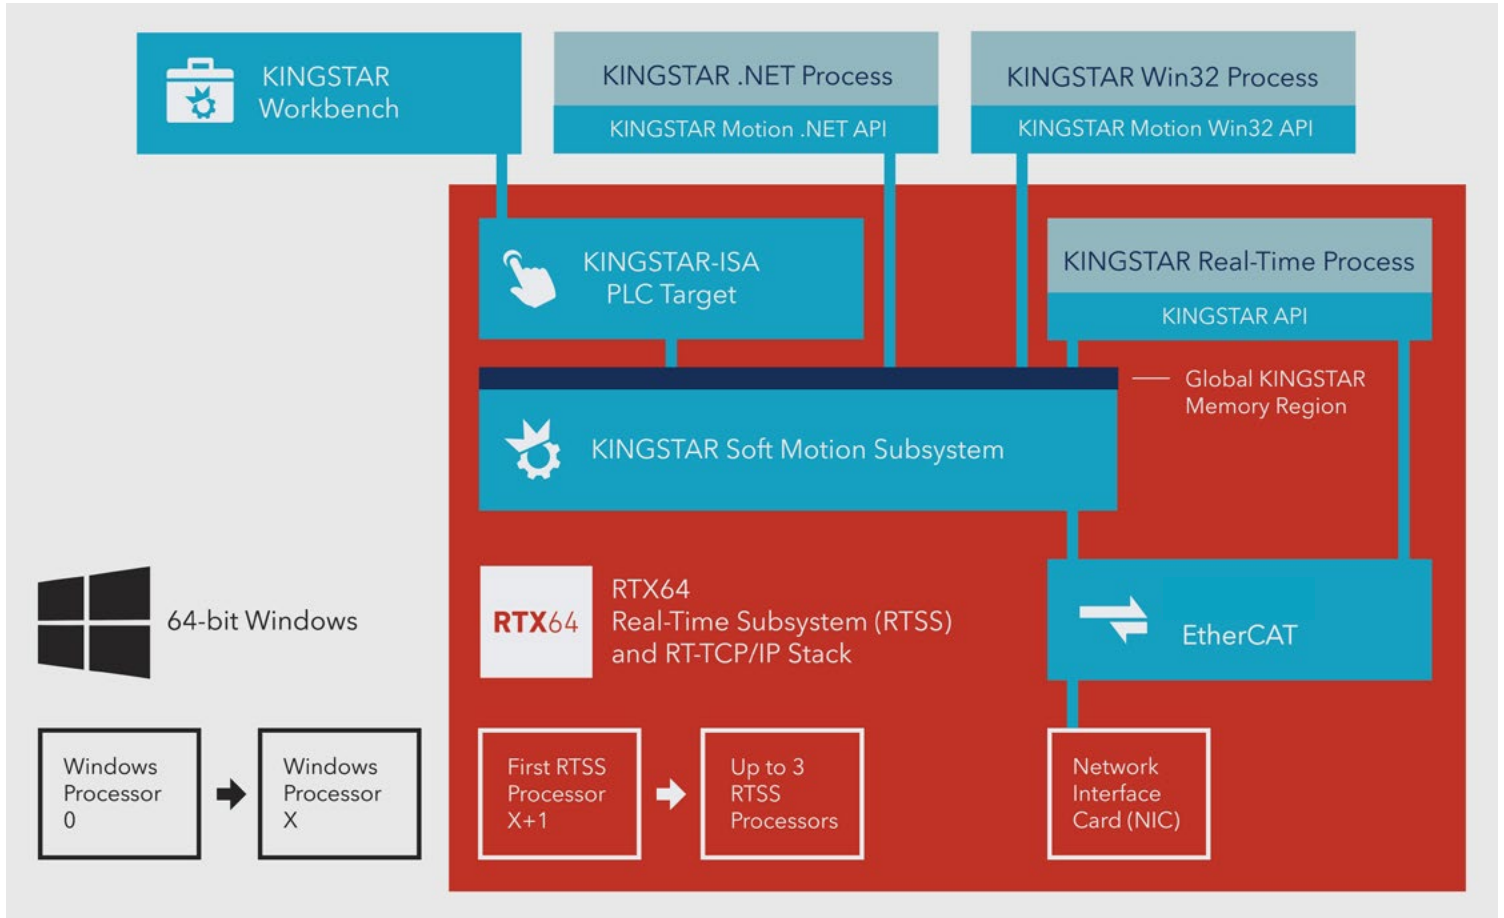 KINGSTAR
Workbench
KINGSTAR .NET Process
KINGSTAR Motion .NET API
KINGSTAR Win32 Process
KINGSTAR Motion Win32 API
KINGSTAR-ISA
PLC Target
KINGSTAR Real-Time Process
KINGSTAR API
Global KINGSTAR
Memory Region
KINGSTAR Soft Motion Subsystem
64-bit Windows
RTX64
RTX64
Real-Time Subsystem (RTSS)
and RT-TCP/IP Stack
EtherCAT
Windows
Processor
0
Windows
Processor
X
First RTSS
Processor
X+1
Up to 3
RTSS
Processors
Network
Interface
Card (NIC)